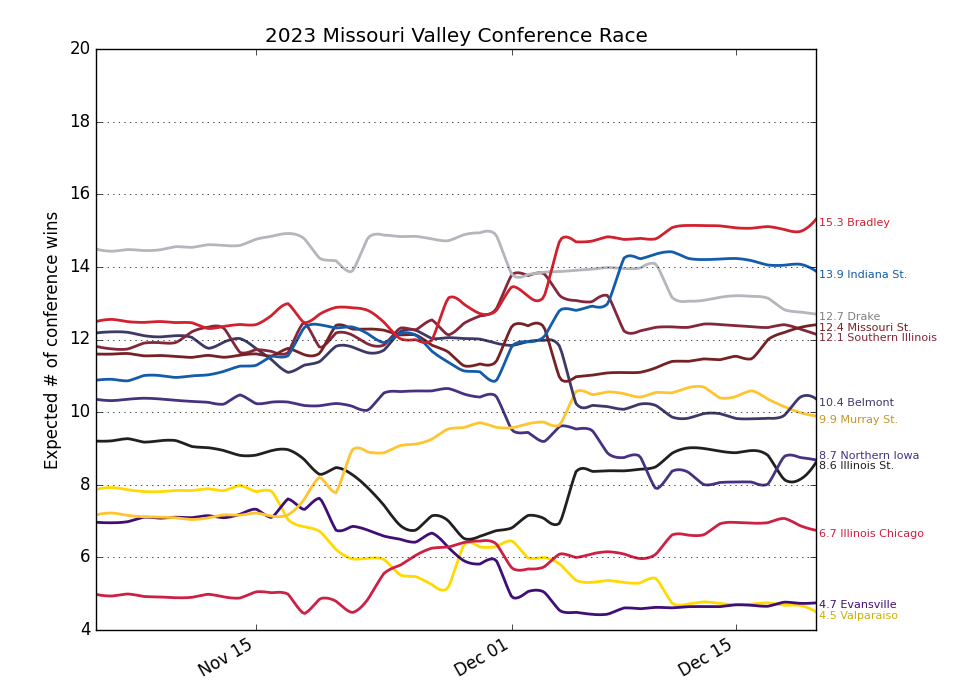 2023 Missouri Valley Conference Race
Expected # of conference wins
20
18
16
14
12
10
8
6
4
Nov 15
Dec 01
Dec 15
15.3 Bradley
13.9 Indiana St.
12.7 Drake
12.4 Missouri St.
12.1 Southern Illinois
10.4 Belmont
9.9 Murray St.
8.7 Northern Iowa
8.6 Illinois St.
6.7 Illinois Chicago
4.7 Evansville
4.5 Valparaiso